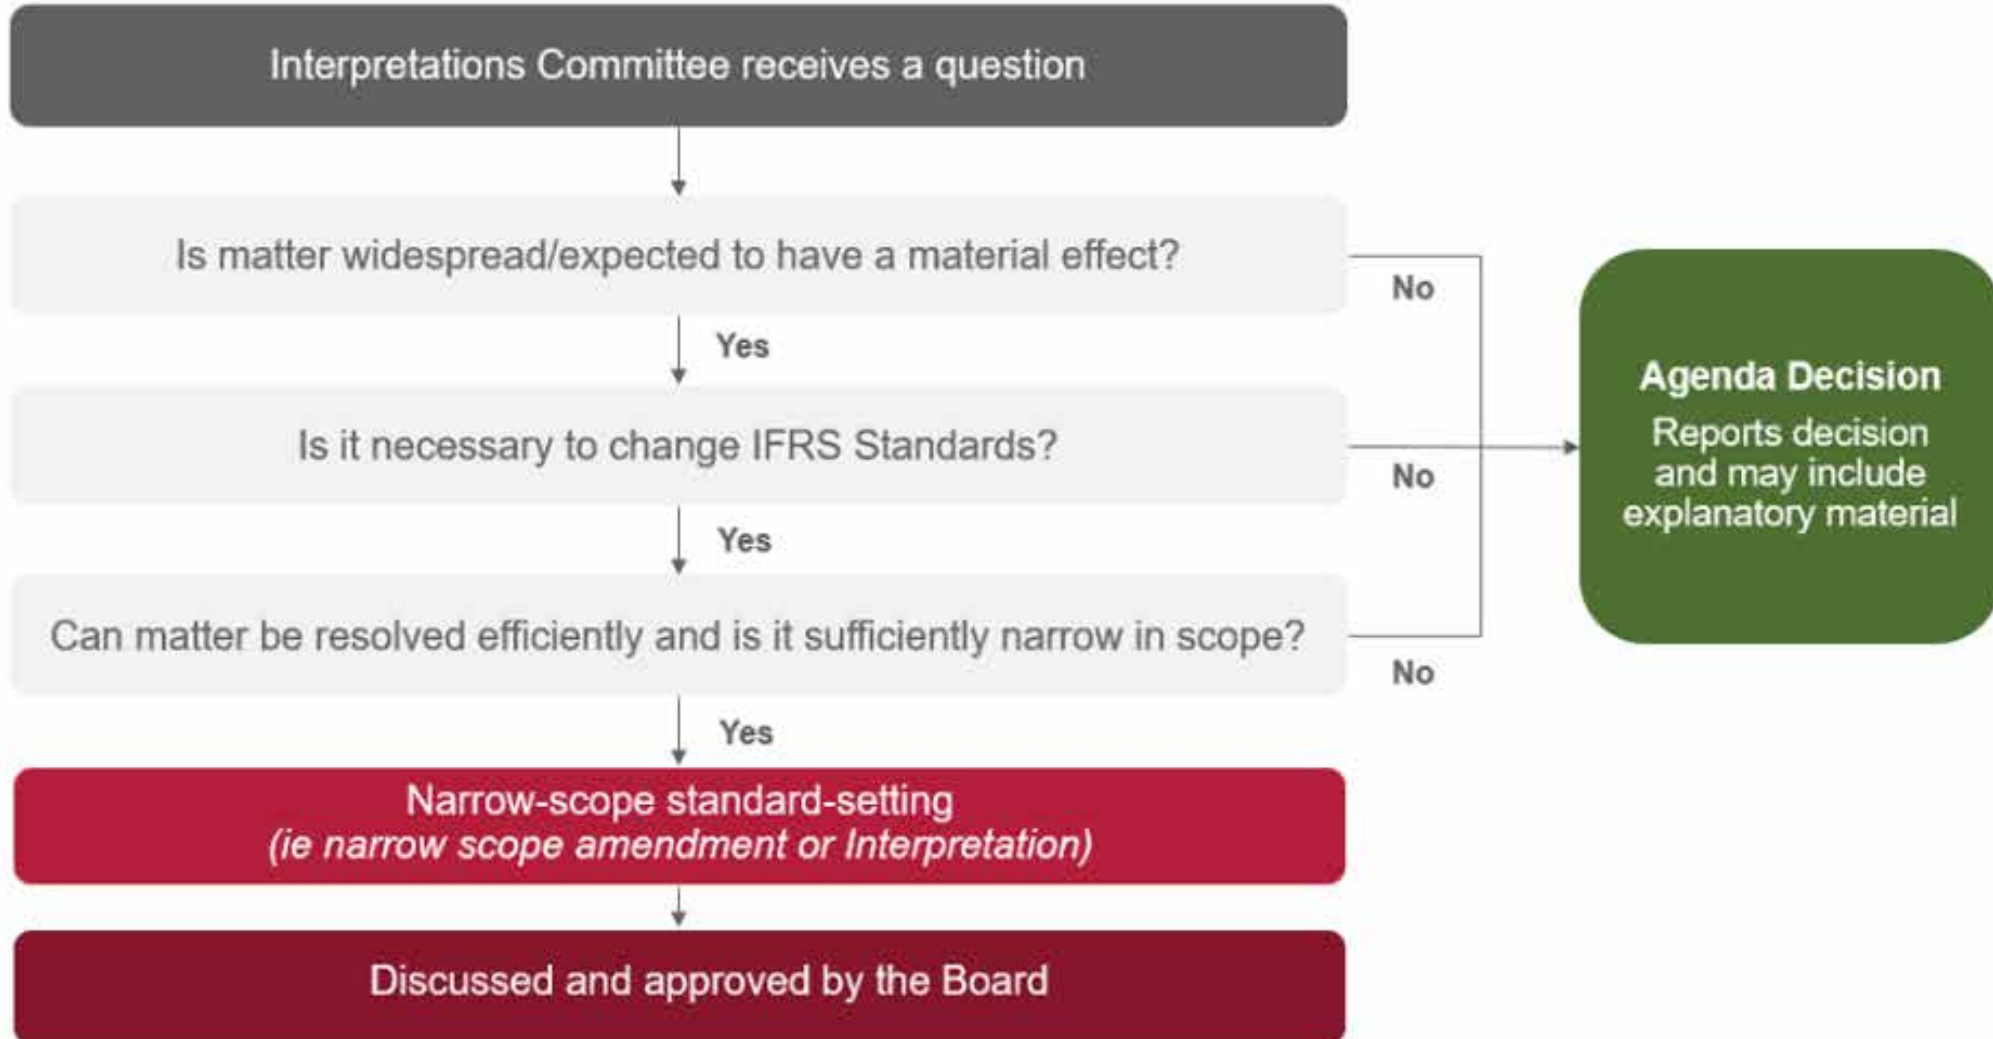 Interpretations Committee receives a question
Is matter widespread/expected to have a material effect?
No
Yes
Is it necessary to change IFRS Standards?
No
Yes
Can matter be resolved efficiently and is it sufficiently narrow in scope?
No
Yes
Narrow-scope standard-setting
(ie narrow scope amendment or Interpretation)
Discussed and approved by the Board
Agenda Decision
Reports decision
and may include
explanatory material